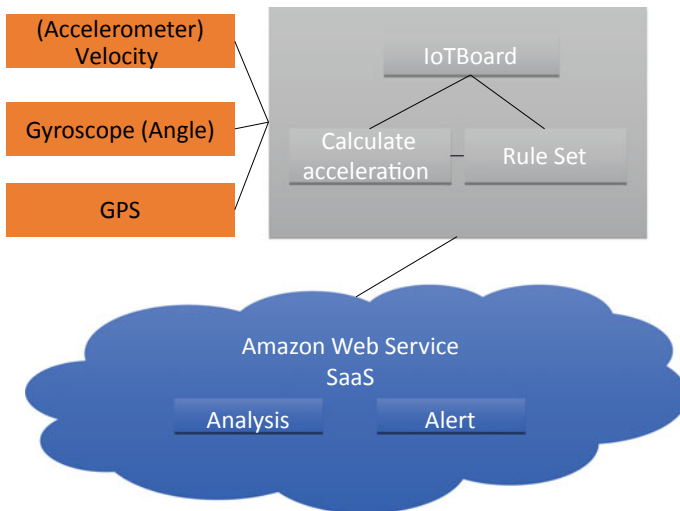 (Accelerometer)
Velocity
Gyroscope (Angle)
GPS
IoTBoard
Calculate
acceleration
Rule Set
Amazon Web Service
SaaS
Analysis
Alert